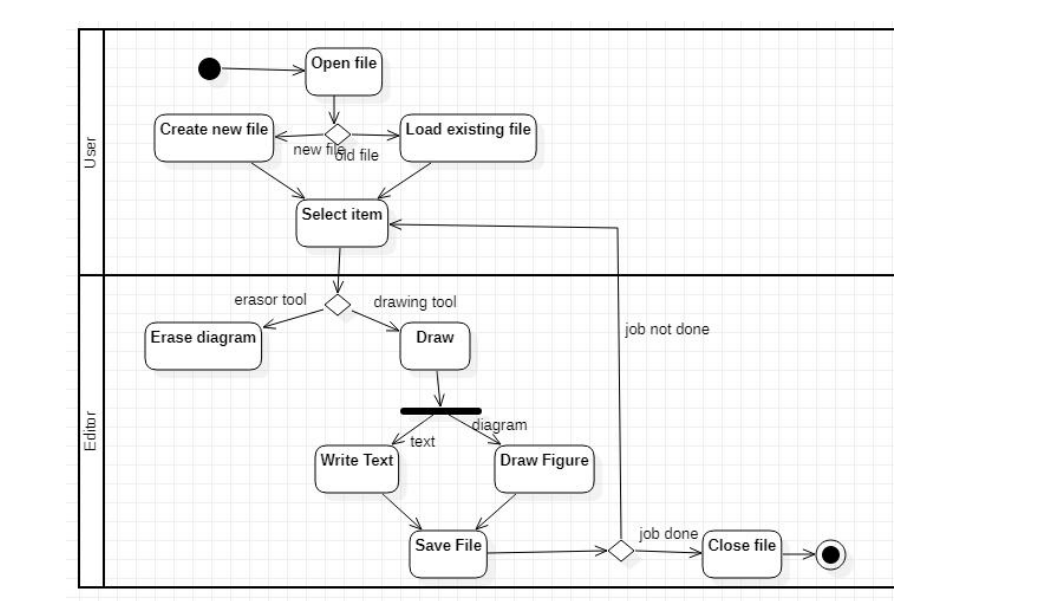 User
Open file
Create new file
Load existing file
new file
old file
Select item
Editor
erasor tool
drawing tool
Erase diagram
Draw
job not done
text
diagram
Write Text
Draw Figure
Save File
job done
Close file